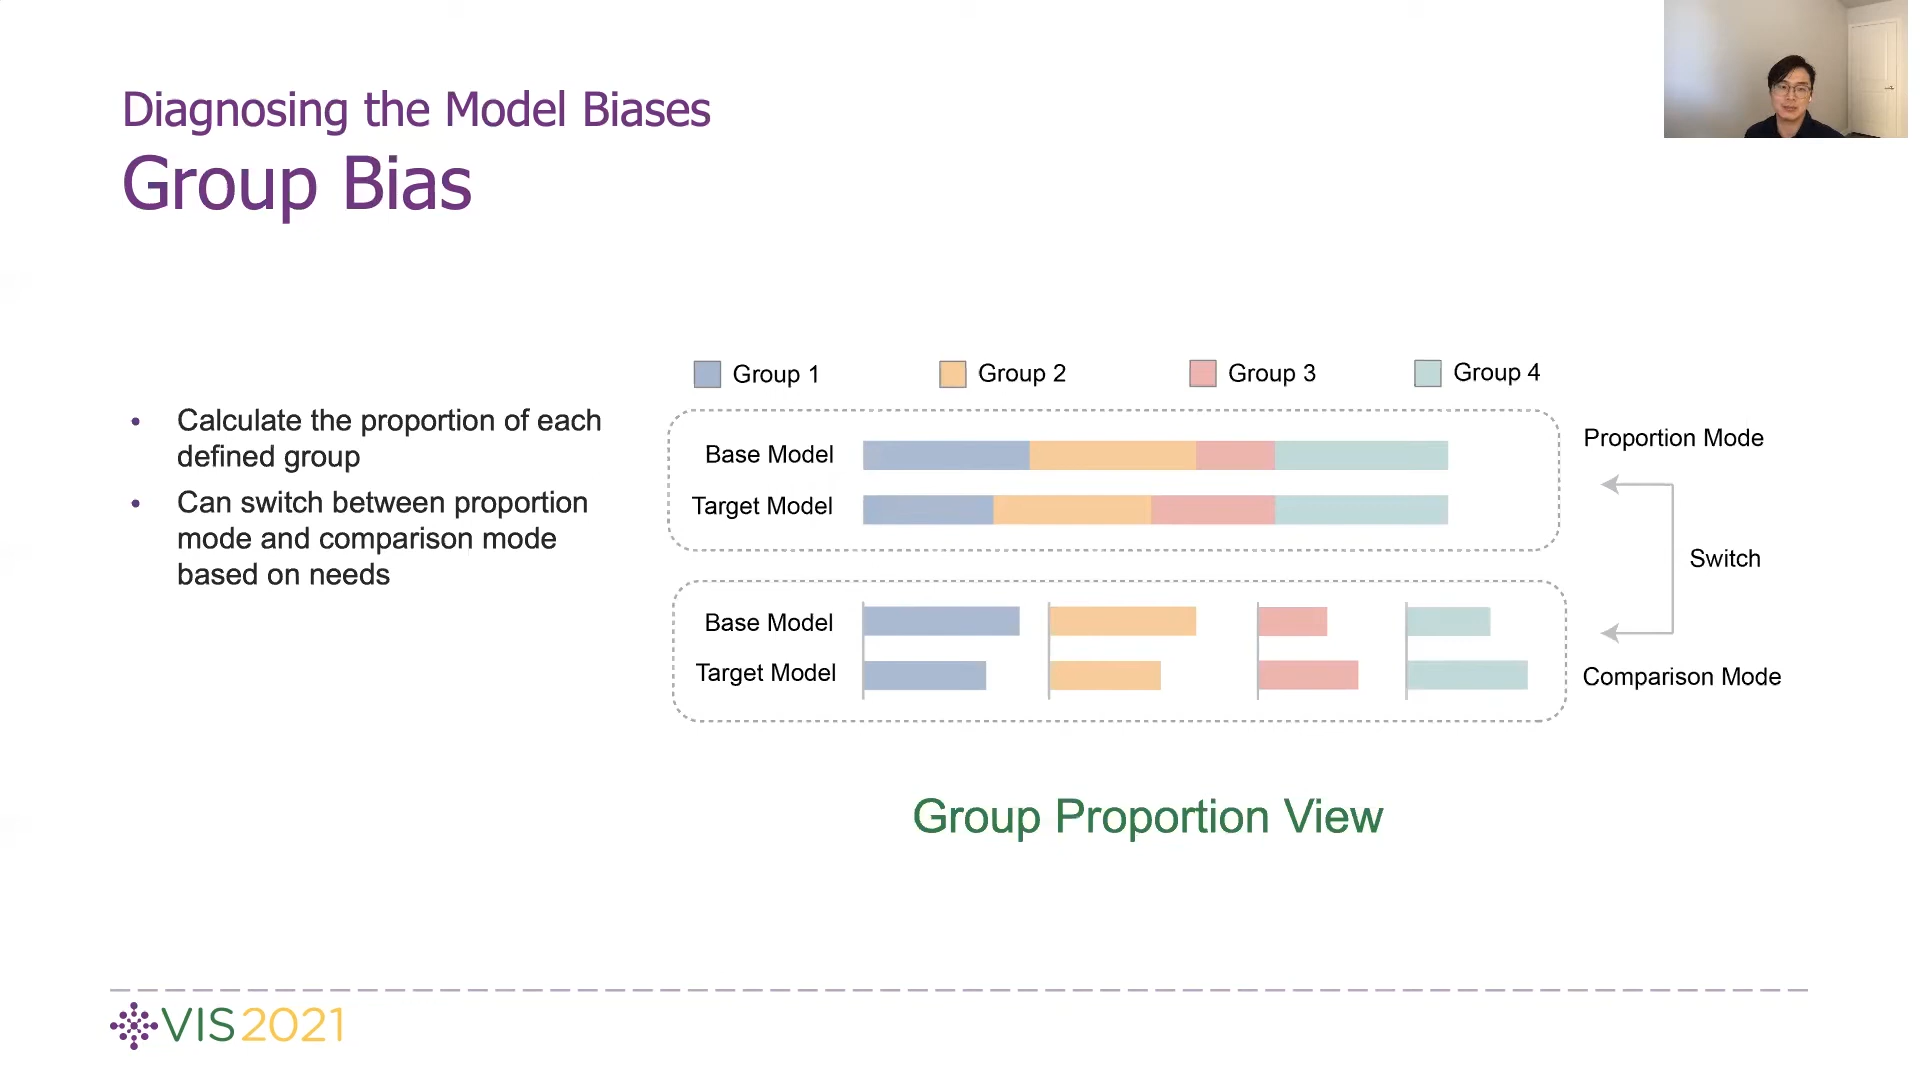 Diagnosing the Model Biases
Group Bias
• Calculate the proportion of each
defined group
• Can switch between proportion
mode and comparison mode
based on needs
Group 1 Group 2 Group 3 Group 4
Base Model
Target Model
Proportion Mode
Switch
Base Model
Target Model
Comparison Mode
Group Proportion View
VIS2021